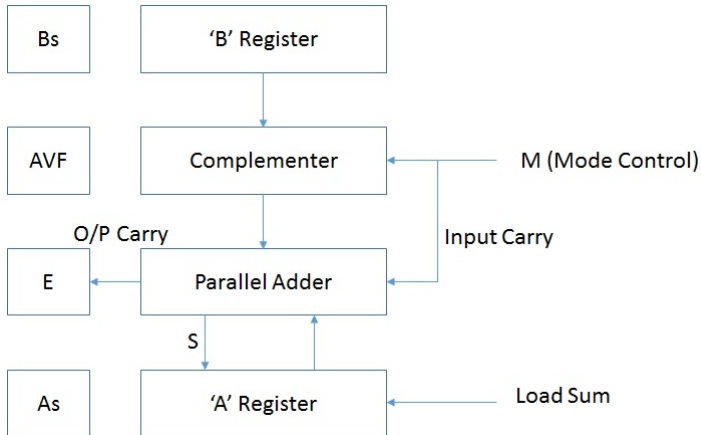 Bs
‘B’ Register
AVF
Complementer
M (Mode Control)
O/P Carry
Input Carry
E
Parallel Adder
S
As
‘A’ Register
Load Sum